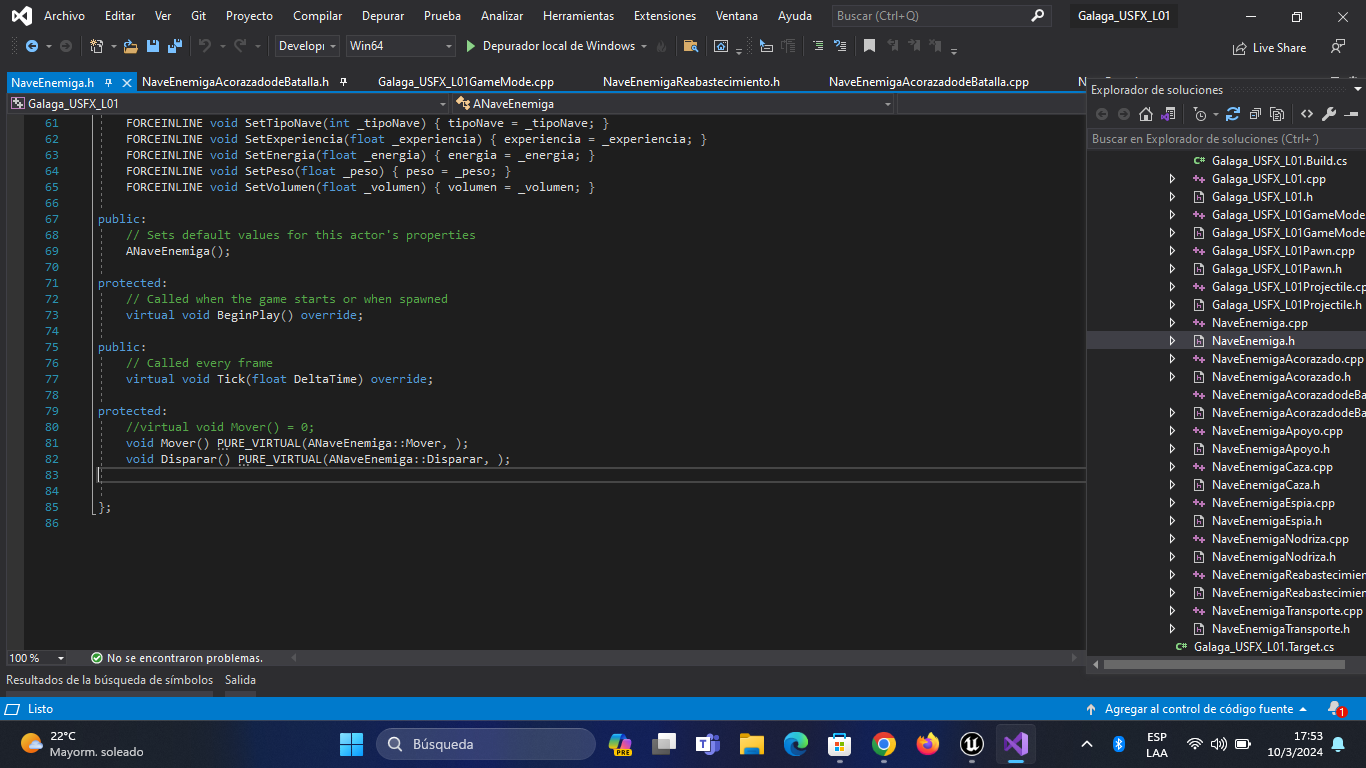 Archivo Editar Ver Git Proyecto Compilar Depurar Prueba Analizar Herramientas Extensiones Ventana Ayuda Buscar (Ctrl+Q) Galaga_USFX_L01
Develop Win64 Depurador local de Windows Live Share
NaveEnemiga.h NaveEnemigaAcorazadodeBatalla.h Galaga_USFX_L01GameMode.cpp NaveEnemigaReabastecimiento.h NaveEnemigaAcorazadodeBatalla.cpp
Galaga_USFX_L01 ANaveEnemiga
61 FORCEINLINE void SetTipoNave(int _tipoNave) { tipoNave = _tipoNave; }
62 FORCEINLINE void SetExperiencia(float _experiencia) { experiencia = _experiencia; }
63 FORCEINLINE void SetEnergia(float _energia) { energia = _energia; }
64 FORCEINLINE void SetPeso(float _peso) { peso = _peso; }
65 FORCEINLINE void SetVolumen(float _volumen) { volumen = _volumen; }
66
67 public:
68 // Sets default values for this actor's properties
69 ANaveEnemiga();
70
71 protected:
72 // Called when the game starts or when spawned
73 virtual void BeginPlay() override;
74
75 public:
76 // Called every frame
77 virtual void Tick(float DeltaTime) override;
78
79 protected:
80 //virtual void Mover() = 0;
81 void Mover() PURE_VIRTUAL(ANaveEnemiga::Mover, );
82 void Disparar() PURE_VIRTUAL(ANaveEnemiga::Disparar, );
83
84
85 };
86
Explorador de soluciones
Buscar en Explorador de soluciones (Ctrl+´)
C# Galaga_USFX_L01.Build.cs
Galaga_USFX_L01.cpp
Galaga_USFX_L01.h
Galaga_USFX_L01GameMode
Galaga_USFX_L01GameMode
Galaga_USFX_L01Pawn.cpp
Galaga_USFX_L01Pawn.h
Galaga_USFX_L01Projectile.cp
Galaga_USFX_L01Projectile.h
NaveEnemiga.cpp
NaveEnemiga.h
NaveEnemigaAcorazado.cpp
NaveEnemigaAcorazado.h
NaveEnemigaAcorazadodeBa
NaveEnemigaAcorazadodeBa
NaveEnemigaApoyo.cpp
NaveEnemigaApoyo.h
NaveEnemigaCaza.cpp
NaveEnemigaCaza.h
NaveEnemigaEspia.cpp
NaveEnemigaEspia.h
NaveEnemigaNodriza.cpp
NaveEnemigaNodriza.h
NaveEnemigaReabastecimien
NaveEnemigaReabastecimien
NaveEnemigaTransporte.cpp
NaveEnemigaTransporte.h
C# Galaga_USFX_L01.Target.cs
100 % No se encontraron problemas.
Resultados de la búsqueda de símbolos Salida
Listo Agregar al control de código fuente 1
22°C
Mayorm. soleado
Búsqueda
PRE
ESP
LAA
17:53
10/3/2024